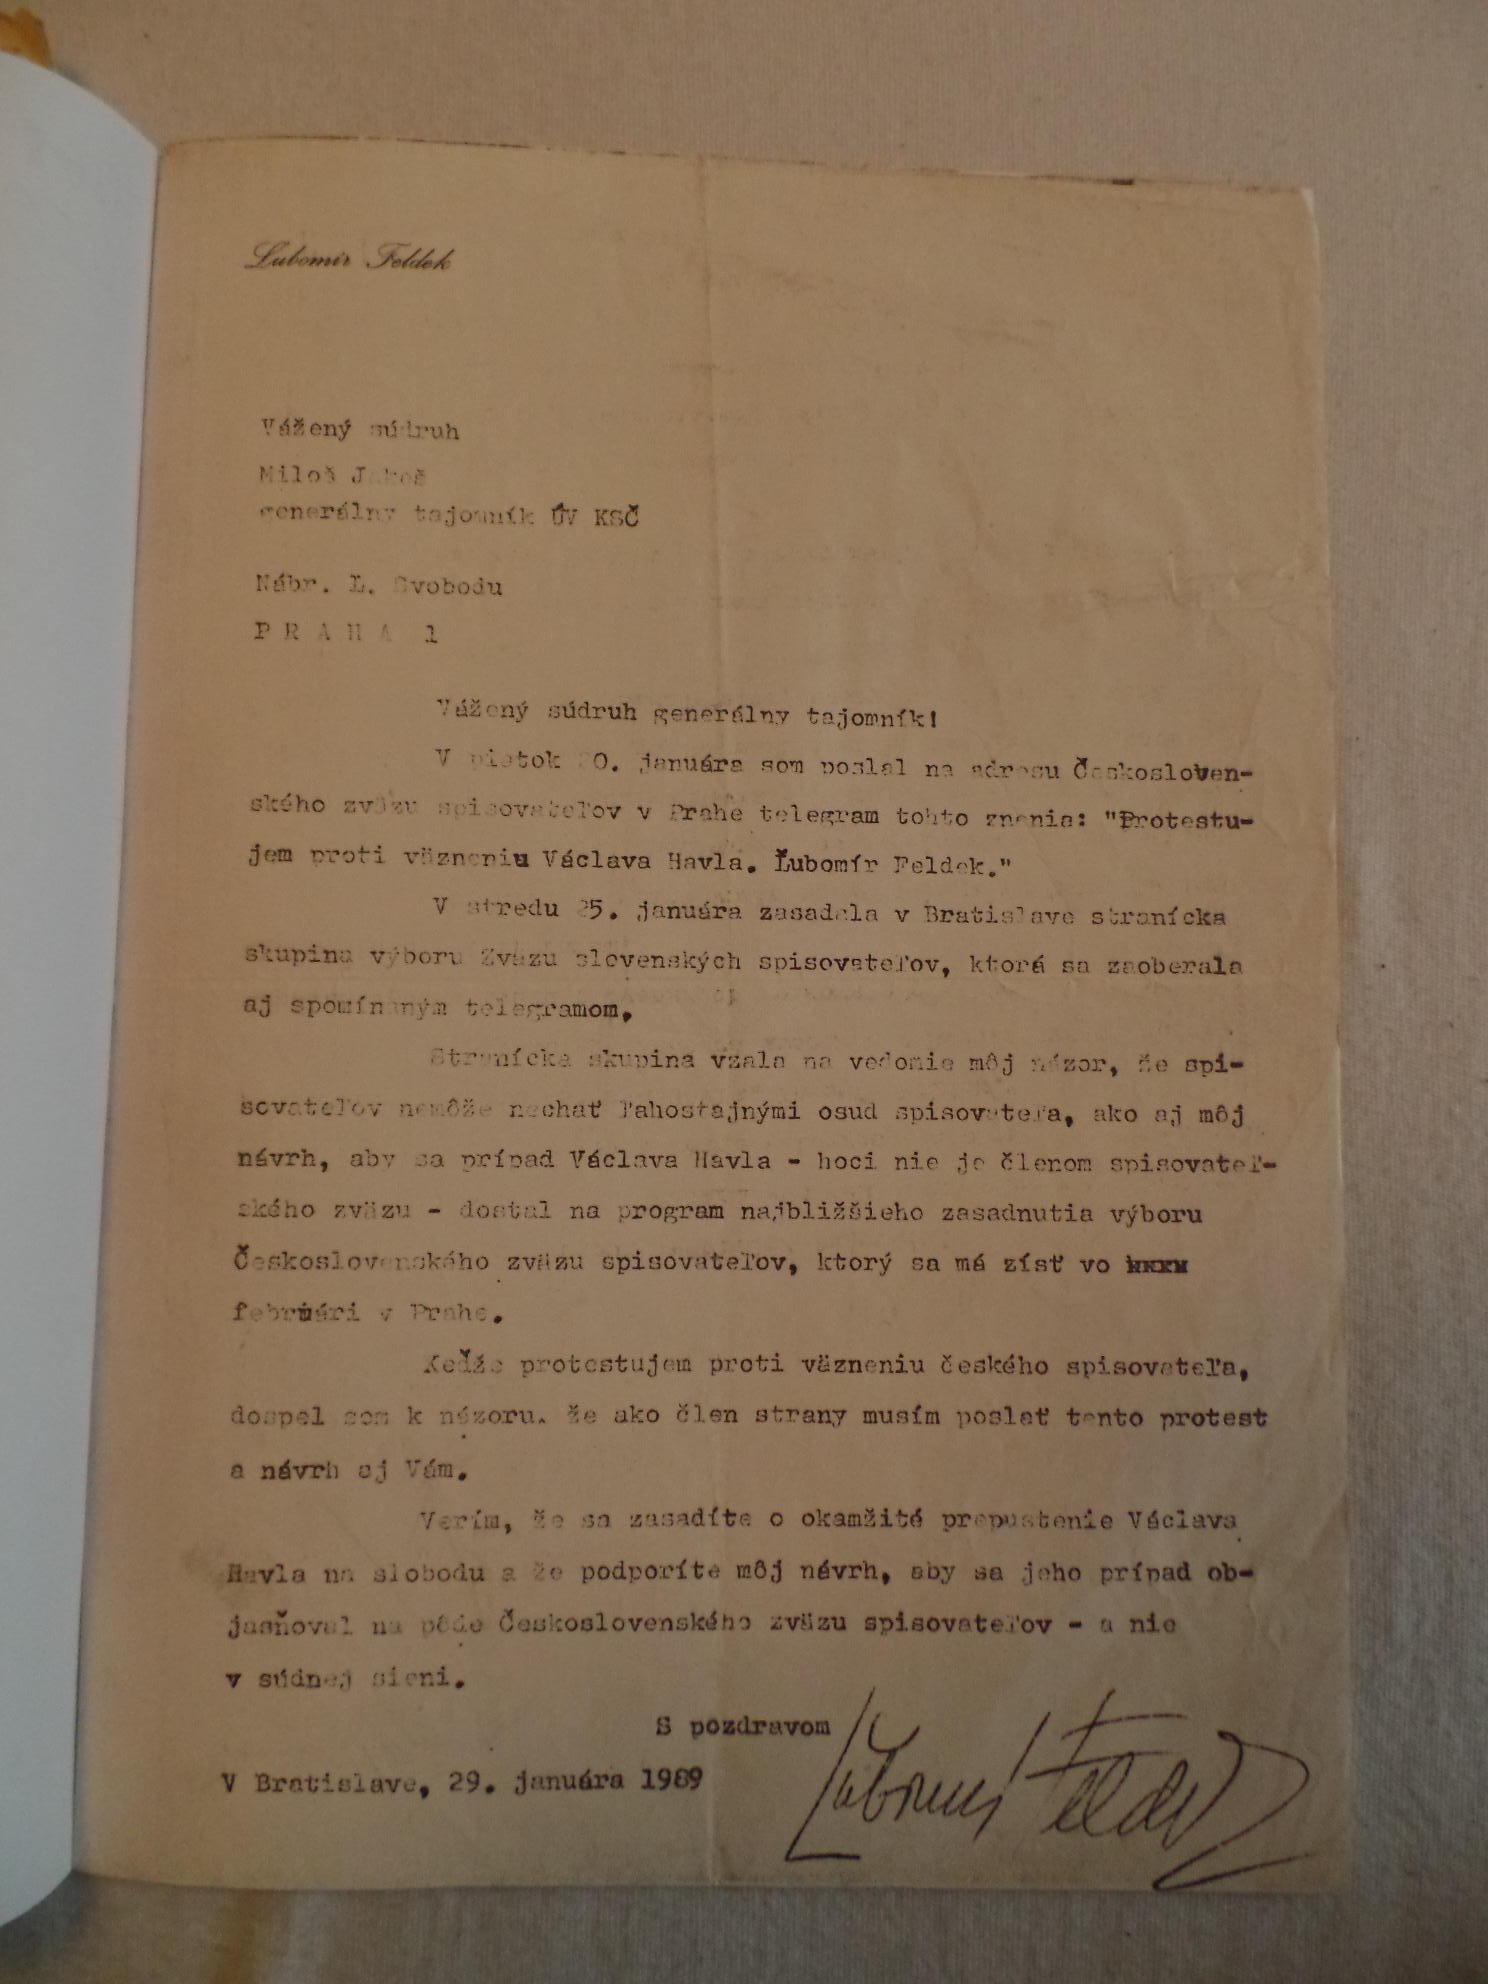 Ľubomír Feldek
Vážený súdruh
Miloš Jakeš
generálny tajomník ÚV KSČ
Nábr. L. Svobodu
P R A H A 1
Vážený súdruh generálny tajomník!
V piatok 20. januára som poslal na adresu Českosloven-
ského zväzu spisovateľov v Prahe telegram tohto znenia: "Protestu-
jem proti väzneniu Václava Havla. Ľubomír Feldek."
V stredu 25. januára zasadala v Bratislave stranícka
skupina výboru Zväzu slovenských spisovateľov, ktorá sa zaoberala
aj spomínaným telegramom.
Stranícka skupina vzala na vedomie môj názor, že spi-
sovateľov nemôže nechať ľahostajnými osud spisovateľa, ako aj môj
návrh, aby sa prípad Václava Havla - hoci nie je členom spisovateľ-
ského zväzu - dostal na program najbližšieho zasadnutia výboru
Československého zväzu spisovateľov, ktorý sa má zísť vo
februári v Prahe.
Keďže protestujem proti väzneniu českého spisovateľa,
dospel som k názoru, že ako člen strany musím poslať tento protest
a návrh aj Vám.
Verím, že sa zasadíte o okamžité prepustenie Václava
Havla na slobodu a že podporíte môj návrh, aby sa jeho prípad ob-
jasňoval na pôde Československého zväzu spisovateľov - a nie
v súdnej sieni.
S pozdravom
V Bratislave, 29. januára 1989
Ľubomír Feldek